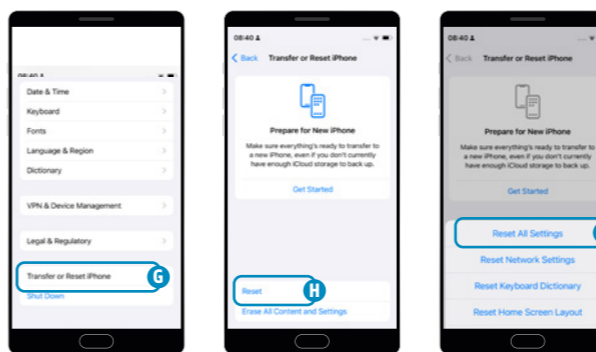 08:40
Date & Time
Keyboard
Fonts
Language & Region
Dictionary
VPN & Device Management
Legal & Regulatory
Transfer or Reset iPhone
G
Shut Down
08:40
Back Transfer or Reset iPhone
Prepare for New iPhone
Make sure everything's ready to transfer to
a new iPhone, even if you don't currently
have enough iCloud storage to back up.
Get Started
Reset
H
Erase All Content and Settings
08:40
Back Transfer or Reset iPhone
Prepare for New iPhone
Make sure everything's ready to transfer to
a new iPhone, even if you don't currently
have enough iCloud storage to back up.
Get Started
Reset All Settings
Reset Network Settings
Reset Keyboard Dictionary
Reset Home Screen Layout